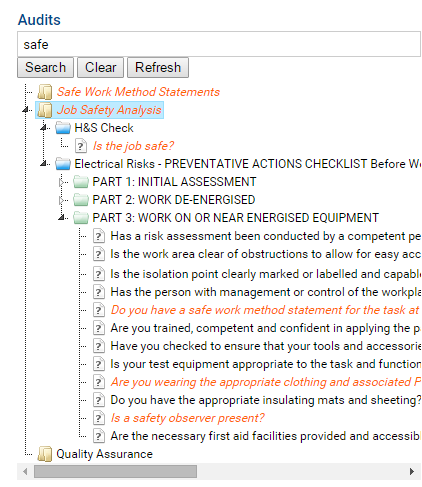 Audits
safe
Search Clear Refresh
Safe Work Method Statements
Job Safety Analysis
H&S Check
Is the job safe?
Electrical Risks - PREVENTATIVE ACTIONS CHECKLIST Before We
PART 1: INITIAL ASSESSMENT
PART 2: WORK DE-ENERGISED
PART 3: WORK ON OR NEAR ENERGISED EQUIPMENT
Has a risk assessment been conducted by a competent pe
Is the work area clear of obstructions to allow for easy acc
Is the isolation point clearly marked or labelled and capabl
Has the person with management or control of the workpla
Do you have a safe work method statement for the task at
Are you trained, competent and confident in applying the pa
Have you checked to ensure that your tools and accessorie
Is your test equipment appropriate to the task and function
Are you wearing the appropriate clothing and associated P
Do you have the appropriate insulating mats and sheeting?
Is a safety observer present?
Are the necessary first aid facilities provided and accessibl
Quality Assurance